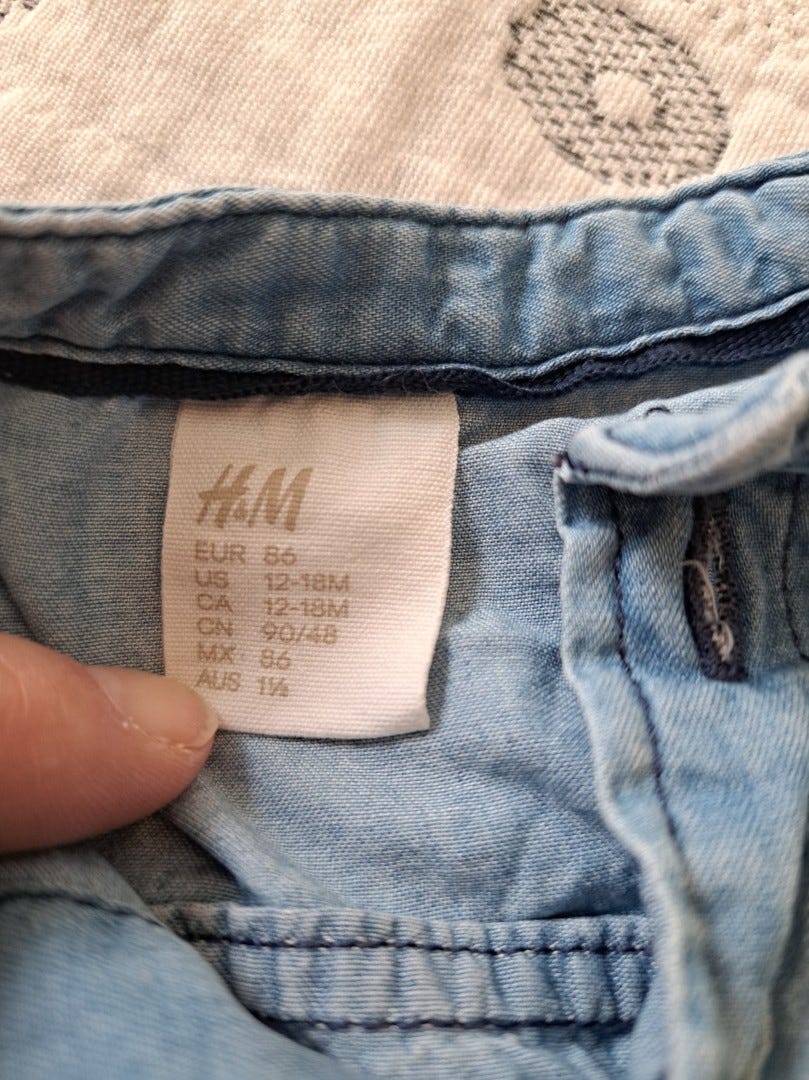 H&M
EUR 86
US 12-18M
CA 12-18M
CN 90/48
MX 86
AUS 1½